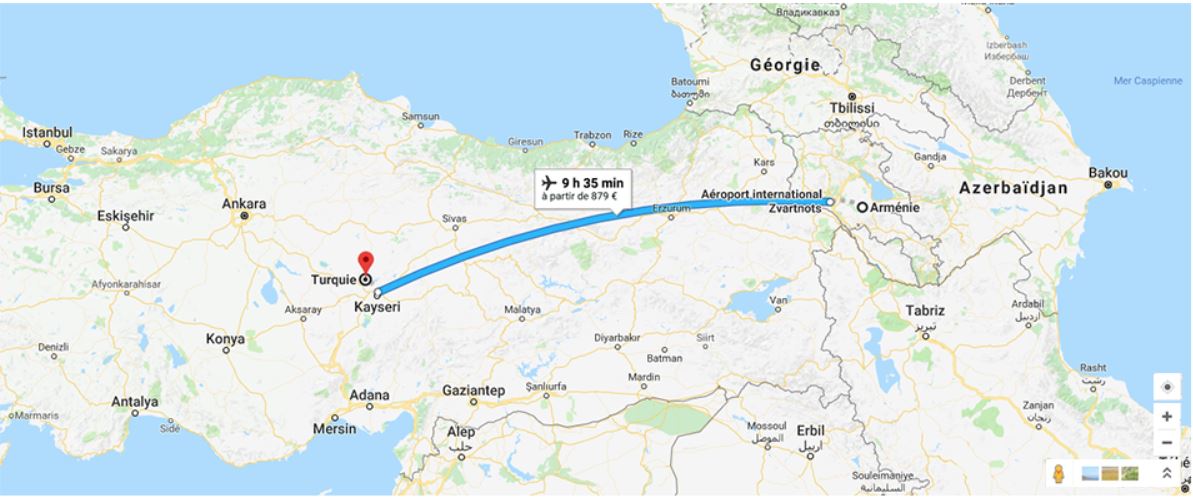 Владикавказ
Géorgie
Izberbash
Избербаш
Mer Caspienne
Derbent
Дербент
Batoumi
ბათუმი
Tbilissi
თბილისი
Samsun
Istanbul
Gebze
Sakarya
Giresun
Trabzon
Rize
Kars
Gandja
Bakou
Bursa
9 h 35 min
à partir de 879 €
Azerbaïdjan
Ankara
Eskişehir
Sivas
Erzurum
Aéroport international
Zvartnots
Arménie
Turquie
Kayseri
Afyonkarahisar
Aksaray
Malatya
Van
Tabriz
تبریز
Ardabil
اردبیل
Konya
Denizli
Diyarbakır
Siirt
Batman
Mardin
Rasht
رشت
Antalya
Adana
Gaziantep
Şanlıurfa
Marmaris
Side
Mersin
Zanjan
زنجان
Alep
حلب
Mossoul
الموصل
Erbil
اربيل
Souleimaniye
السليمانية